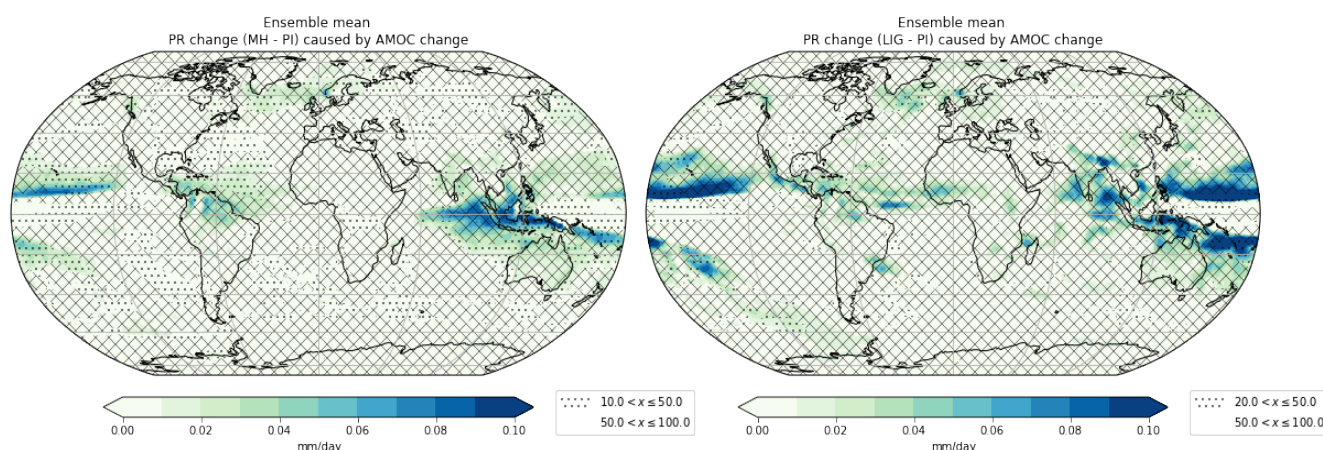 Ensemble mean
PR change (MH - PI) caused by AMOC change
0.00 0.02 0.04 0.06 0.08 0.10
mm/day
10.0 < x ≤ 50.0
50.0 < x ≤ 100.0
Ensemble mean
PR change (LIG - PI) caused by AMOC change
0.00 0.02 0.04 0.06 0.08 0.10
mm/day
20.0 < x ≤ 50.0
50.0 < x ≤ 100.0